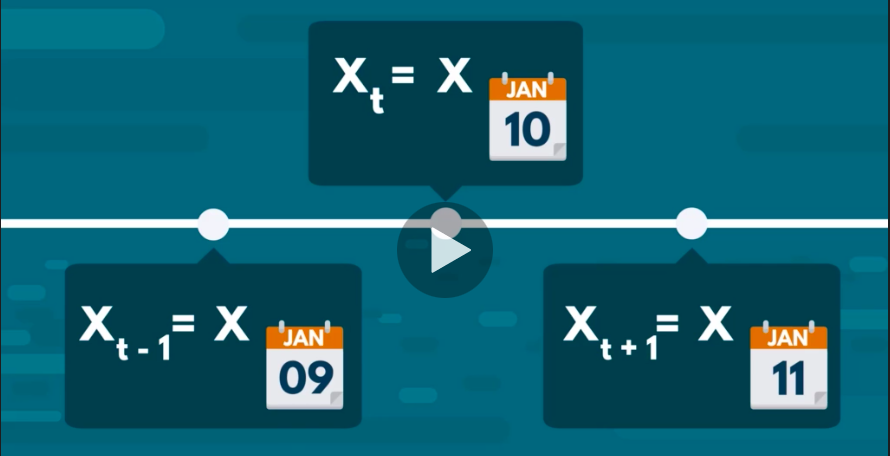 Xt = X JAN 10
Xt - 1 = X JAN 09
Xt + 1 = X JAN 11